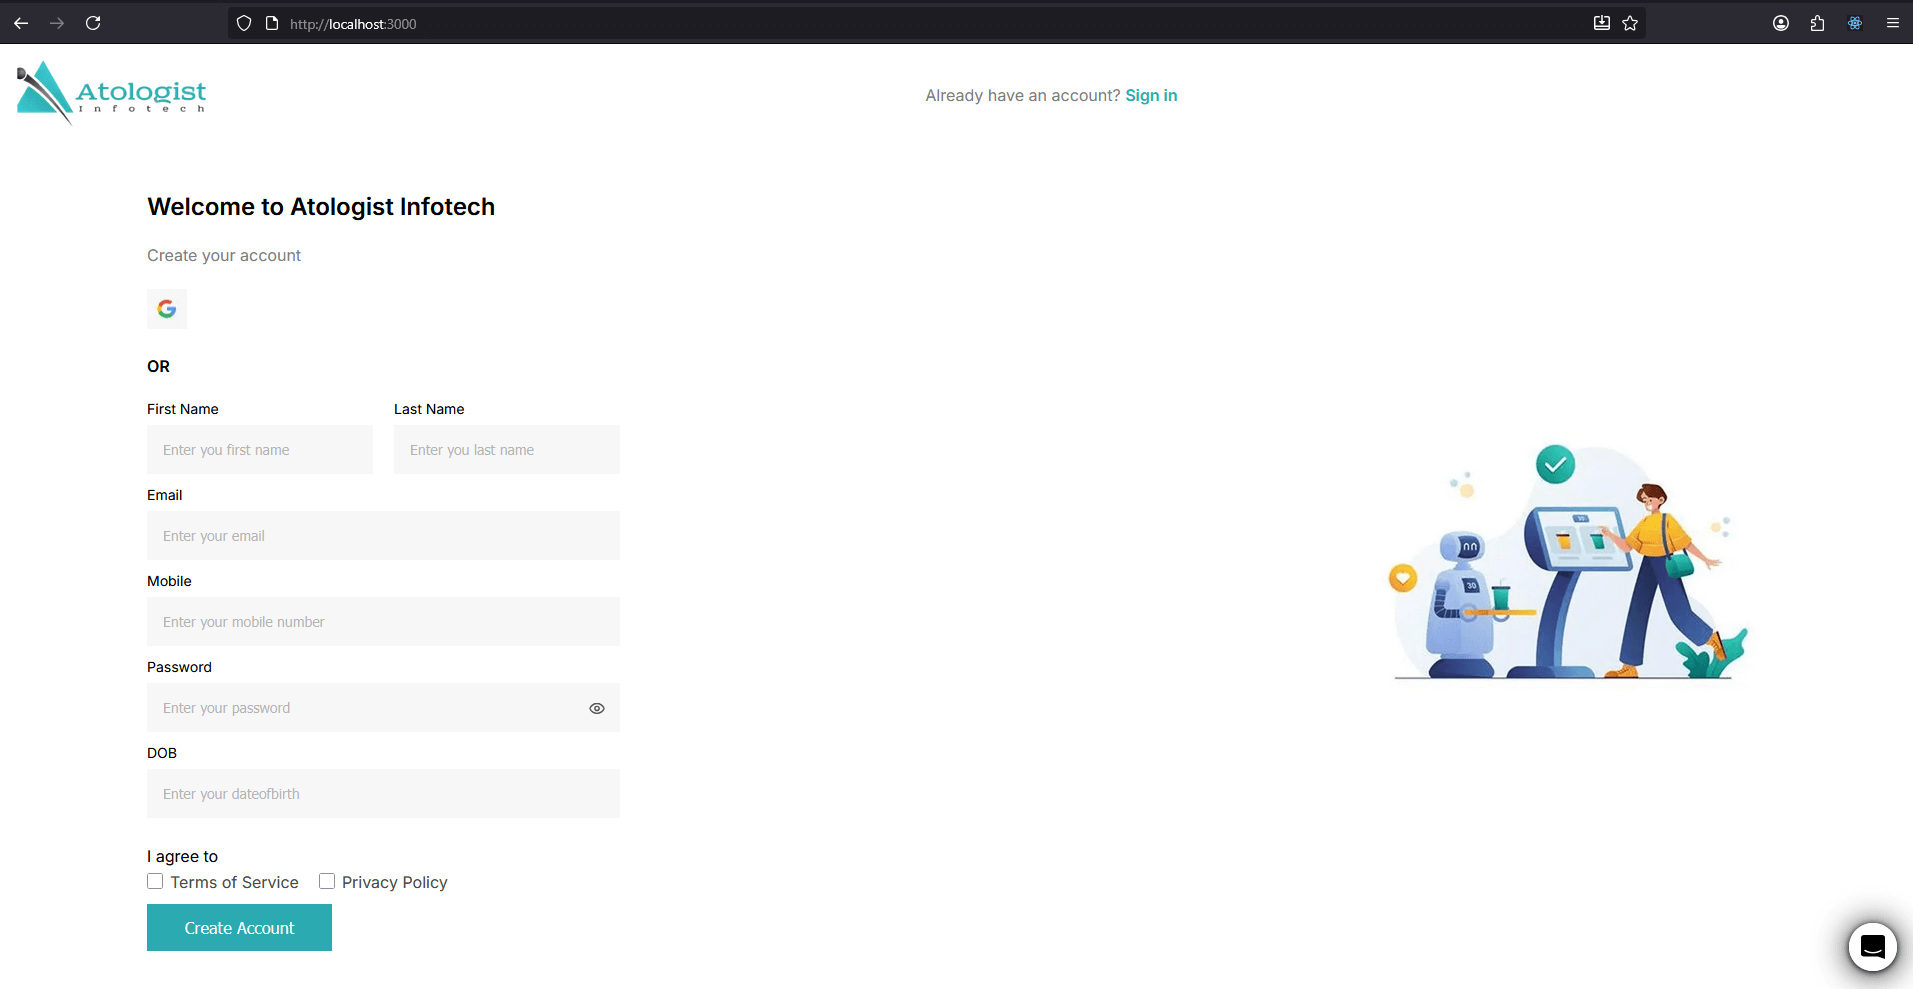 http://localhost:3000
Atologist
Infotech
Already have an account? Sign in
Welcome to Atologist Infotech
Create your account
OR
First Name
Last Name
Enter you first name
Enter you last name
Email
Enter your email
Mobile
Enter your mobile number
Password
Enter your password
DOB
Enter your dateofbirth
I agree to
Terms of Service
Privacy Policy
Create Account
30
30